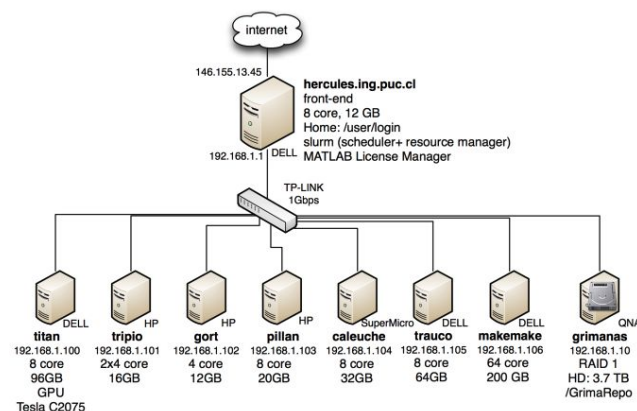 internet
146.155.13.45
hercules.ing.puc.cl
front-end
8 core, 12 GB
Home: /user/login
slurm (scheduler+ resource manager)
192.168.1.1 DELL MATLAB License Manager
TP-LINK
1Gbps
DELL HP HP HP SuperMicro DELL DELL QNA
titan tripio gort pillan caleuche trauco makemake grimanas
192.168.1.100 192.168.1.101 192.168.1.102 192.168.1.103 192.168.1.104 192.168.1.105 192.168.1.106 192.168.1.10
8 core 2x4 core 4 core 8 core 8 core 8 core 64 core RAID 1
96GB 16GB 12GB 20GB 32GB 64GB 200 GB HD: 3.7 TB
GPU /GrimaRepo
Tesla C2075